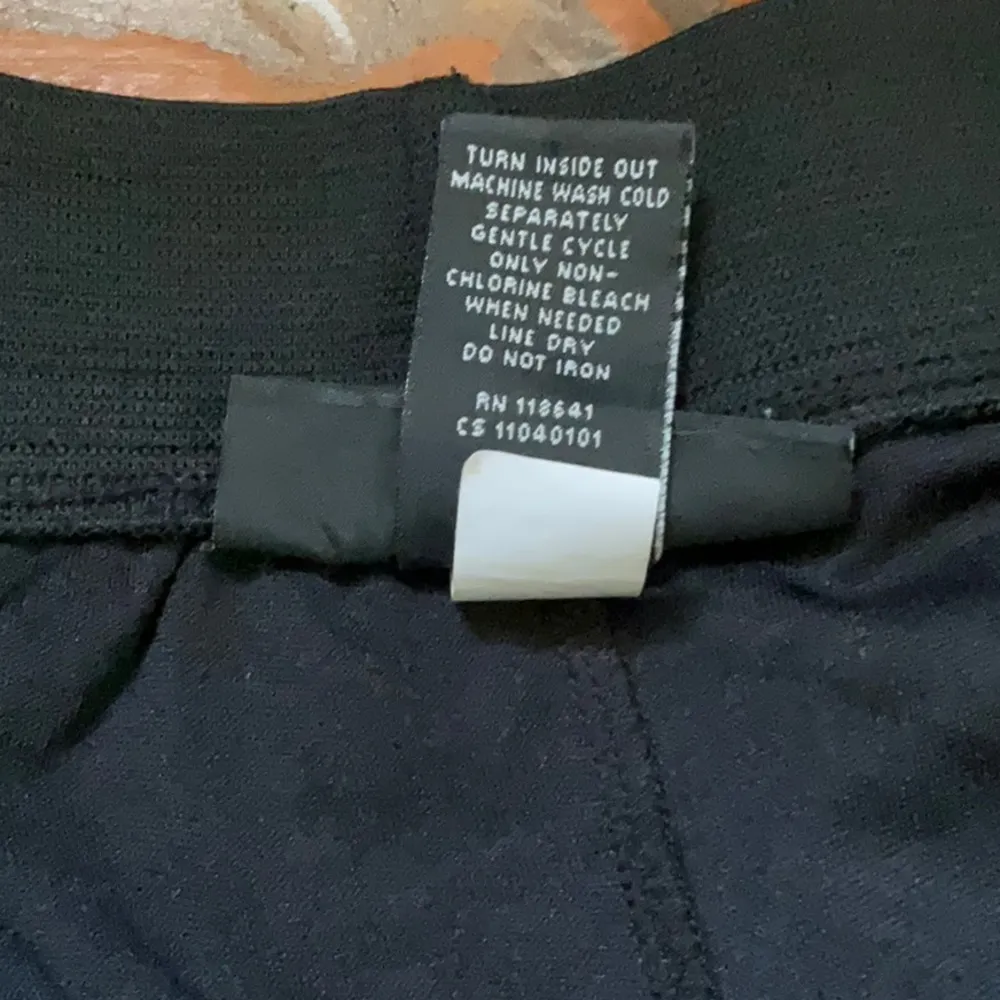 TURN INSIDE OUT
MACHINE WASH COLD
SEPARATELY
GENTLE CYCLE
ONLY NON-
CHLORINE BLEACH
WHEN NEEDED
LINE DRY
DO NOT IRON
RN 118641
CS 11040101